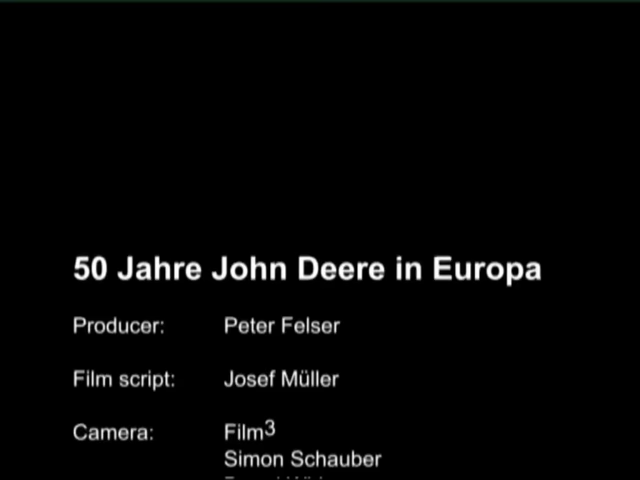 50 Jahre John Deere in Europa
Producer: Peter Felser
Film script: Josef Müller
Camera: Film³
Simon Schauber